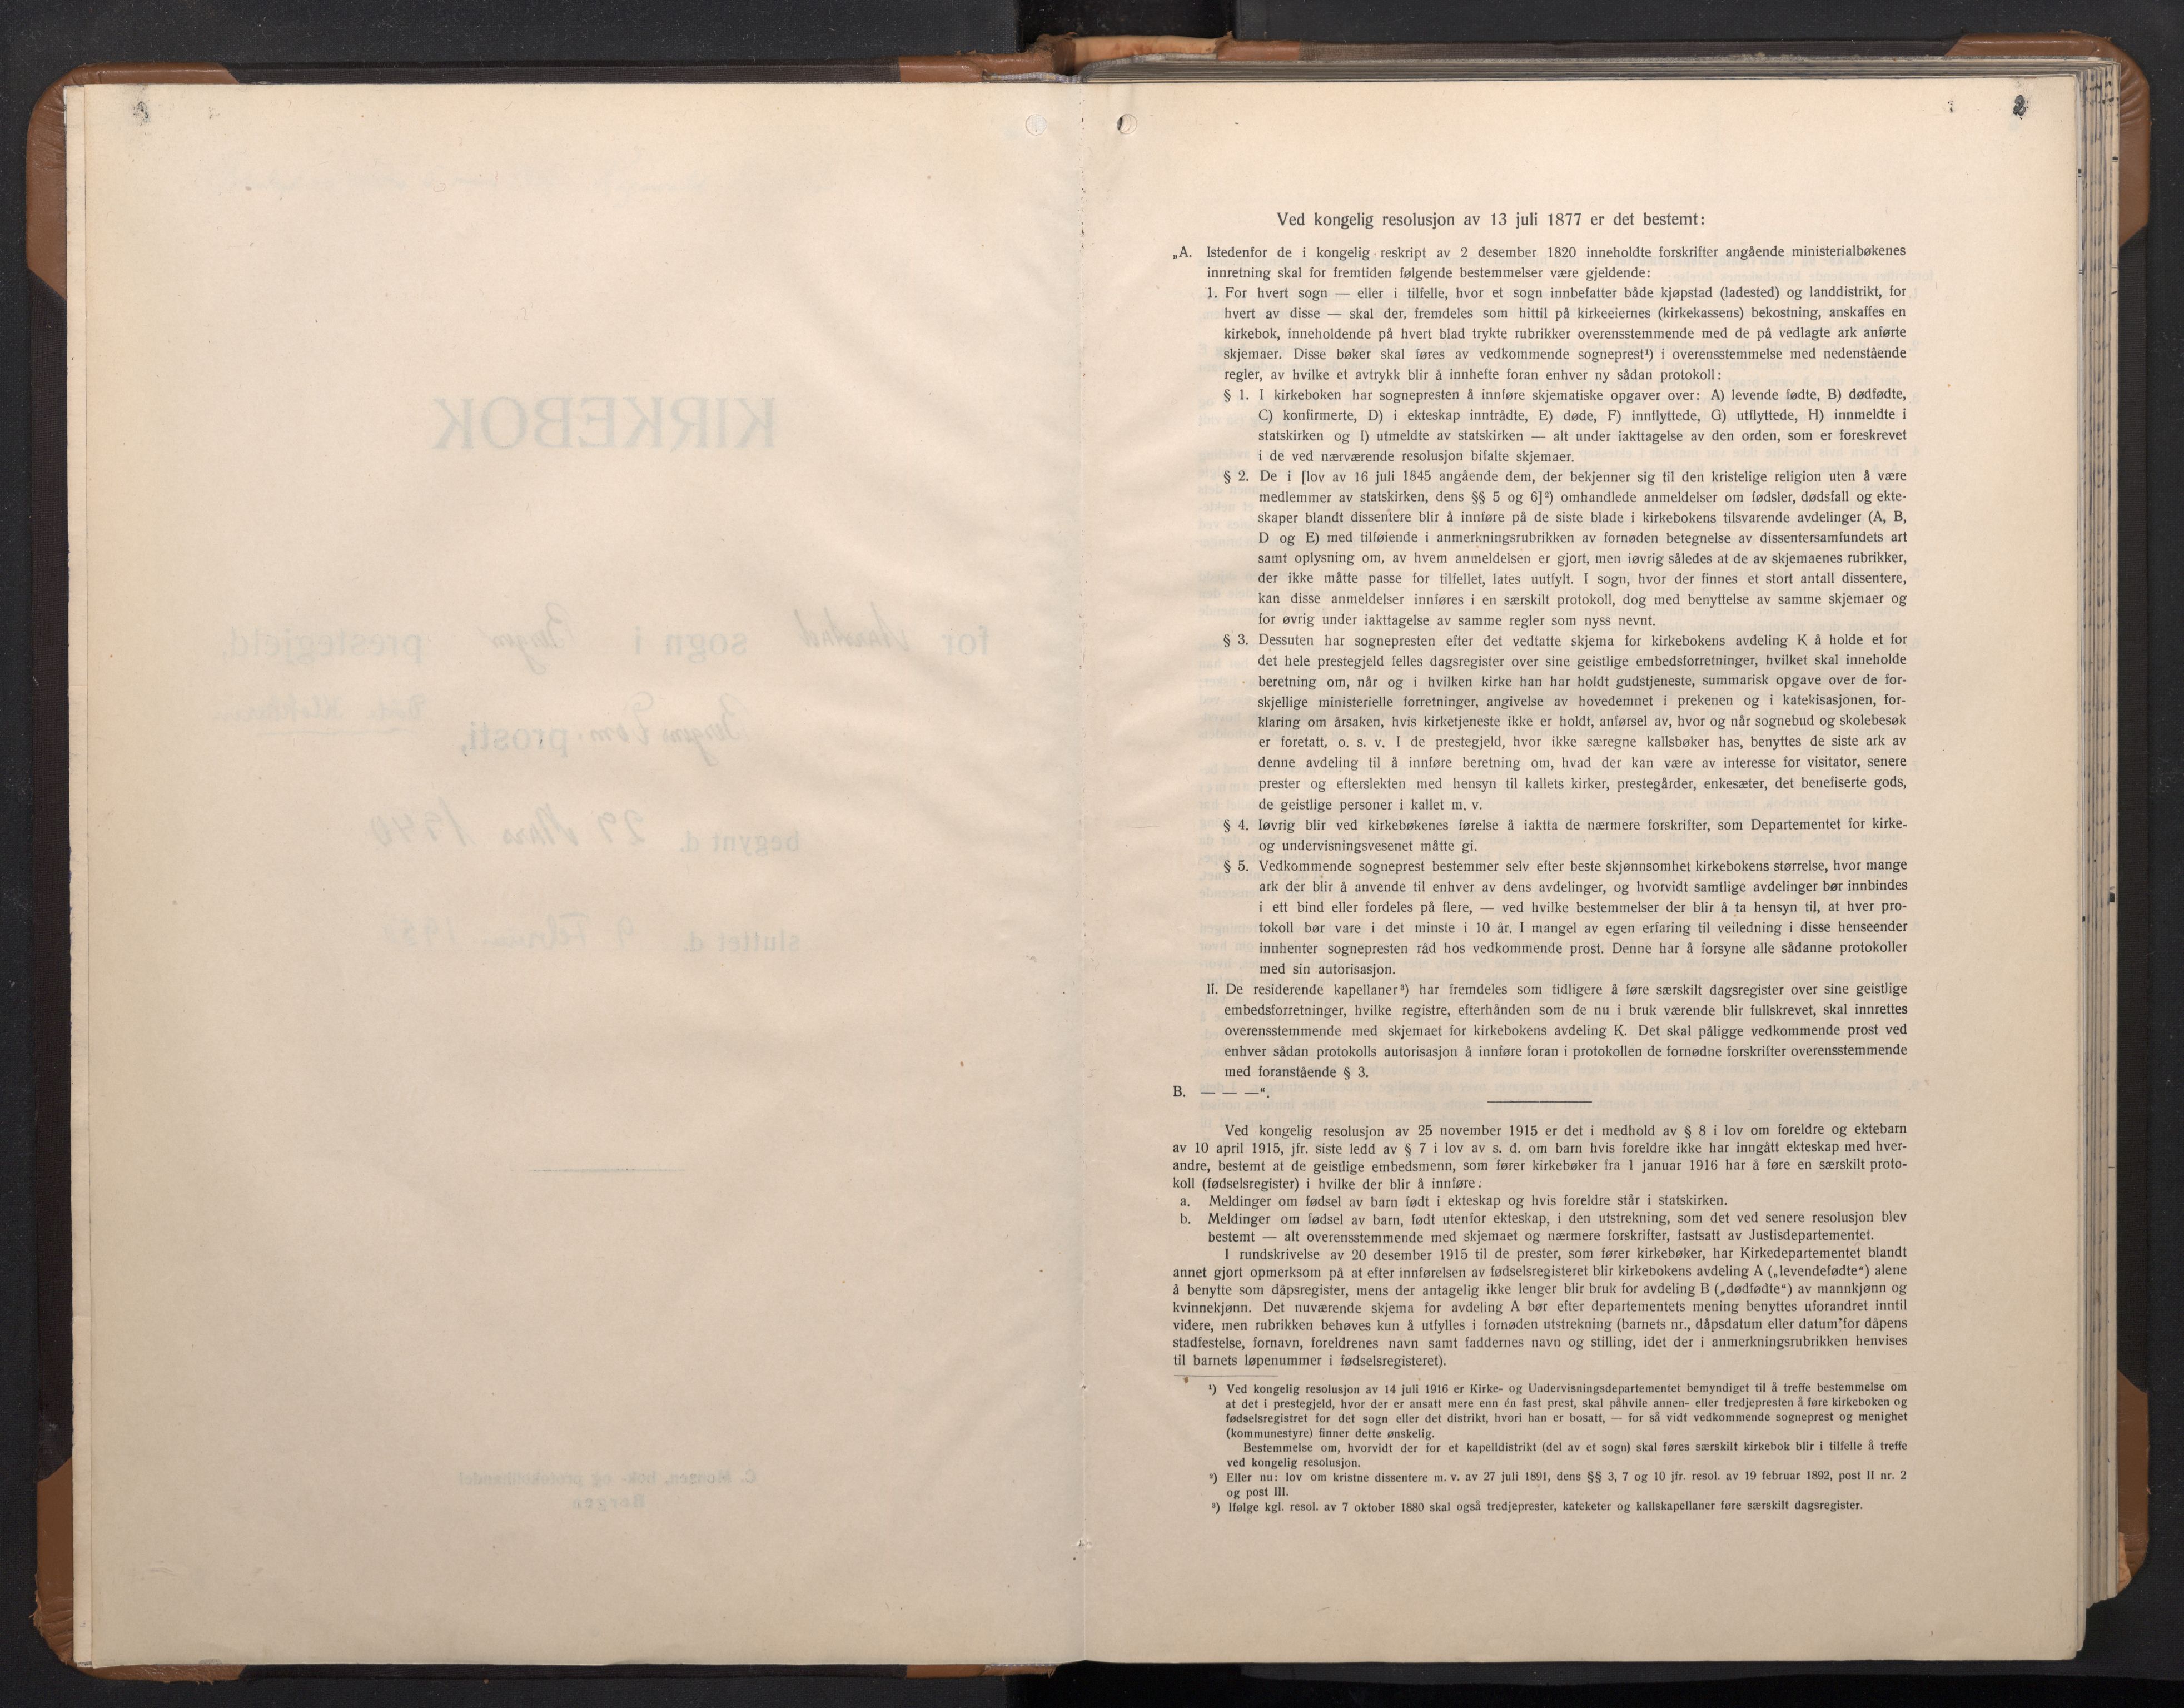 2
Ved kongelig resolusjon av 13 juli 1877 er det bestemt:
„A. Istedenfor de i kongelig reskript av 2 desember 1820 inneholdte forskrifter angående ministerialbøkenes
innretning skal for fremtiden følgende bestemmelser være gjeldende:
1. For hvert sogn — eller i tilfelle, hvor et sogn innbefatter både kjøpstad (ladested) og landdistrikt, for
hvert av disse — skal der, fremdeles som hittil på kirkeeiernes (kirkekassens) bekostning, anskaffes en
kirkebok, inneholdende på hvert blad trykte rubrikker overensstemmende med de på vedlagte ark anførte
skjemaer. Disse bøker skal føres av vedkommende sogneprest¹) i overensstemmelse med nedenstående
regler, av hvilke et avtrykk blir å innhefte foran enhver ny sådan protokoll:
§ 1. I kirkeboken har sognepresten å innføre skjematiske opgaver over: A) levende fødte, B) dødfødte,
C) konfirmerte, D) i ekteskap inntrådte, E) døde, F) innflyttede, G) utflyttede, H) innmeldte i
statskirken og I) utmeldte av statskirken — alt under iakttagelse av den orden, som er foreskrevet
i de ved nærværende resolusjon bifalte skjemaer.
§ 2. De i [lov av 16 juli 1845 angående dem, der bekjenner sig til den kristelige religion uten å være
medlemmer av statskirken, dens §§ 5 og 6]²) omhandlede anmeldelser om fødsler, dødsfall og ekte-
skaper blandt dissentere blir å innføre på de siste blade i kirkebokens tilsvarende avdelinger (A, B,
D og E) med tilføiende i anmerkningsrubrikken av fornøden betegnelse av dissentersamfundets art
samt oplysning om, av hvem anmeldelsen er gjort, men iøvrig således at de av skjemaenes rubrikker,
der ikke måtte passe for tilfellet, lates uutfylt. I sogn, hvor der finnes et stort antall dissentere,
kan disse anmeldelser innføres i en særskilt protokoll, dog med benyttelse av samme skjemaer og
for øvrig under iakttagelse av samme regler som nyss nevnt.
§ 3. Dessuten har sognepresten efter det vedtatte skjema for kirkebokens avdeling K å holde et for
det hele prestegjeld felles dagsregister over sine geistlige embedsforretninger, hvilket skal inneholde
beretning om, når og i hvilken kirke han har holdt gudstjeneste, summarisk opgave over de for-
skjellige ministerielle forretninger, angivelse av hovedemnet i prekenen og i katekisasjonen, for-
klaring om årsaken, hvis kirketjeneste ikke er holdt, anførsel av, hvor og når sognebud og skolebesøk
er foretatt, o. s. v. I de prestegjeld, hvor ikke særegne kallsbøker has, benyttes de siste ark av
denne avdeling til å innføre beretning om, hvad der kan være av interesse for visitator, senere
prester og efterslekten med hensyn til kallets kirker, prestegårder, enkesæter, det benefiserte gods,
de geistlige personer i kallet m. v.
§ 4. Iøvrig blir ved kirkebøkenes førelse å iaktta de nærmere forskrifter, som Departementet for kirke-
og undervisningsvesenet måtte gi.
§ 5. Vedkommende sogneprest bestemmer selv efter beste skjønnsomhet kirkebokens størrelse, hvor mange
ark der blir å anvende til enhver av dens avdelinger, og hvorvidt samtlige avdelinger bør innbindes
i ett bind eller fordeles på flere, — ved hvilke bestemmelser der blir å ta hensyn til, at hver pro-
tokoll bør vare i det minste i 10 år. I mangel av egen erfaring til veiledning i disse henseender
innhenter sognepresten råd hos vedkommende prost. Denne har å forsyne alle sådanne protokoller
med sin autorisasjon.
II. De residerende kapellaner³) har fremdeles som tidligere å føre særskilt dagsregister over sine geistlige
embedsforretninger, hvilke registre, efterhånden som de nu i bruk værende blir fullskrevet, skal innrettes
overensstemmende med skjemaet for kirkebokens avdeling K. Det skal påligge vedkommende prost ved
enhver sådan protokolls autorisasjon å innføre foran i protokollen de fornødne forskrifter overensstemmende
med foranstående § 3.
B. — — —“.
Ved kongelig resolusjon av 25 november 1915 er det i medhold av § 8 i lov om foreldre og ektebarn
av 10 april 1915, jfr. siste ledd av § 7 i lov av s. d. om barn hvis foreldre ikke har inngått ekteskap med hver-
andre, bestemt at de geistlige embedsmenn, som fører kirkebøker fra 1 januar 1916 har å føre en særskilt proto-
koll (fødselsregister) i hvilke der blir å innføre.
a. Meldinger om fødsel av barn født i ekteskap og hvis foreldre står i statskirken.
b. Meldinger om fødsel av barn, født utenfor ekteskap, i den utstrekning, som det ved senere resolusjon blev
bestemt — alt overensstemmende med skjemaet og nærmere forskrifter, fastsatt av Justisdepartementet.
I rundskrivelse av 20 desember 1915 til de prester, som fører kirkebøker, har Kirkedepartementet blandt
annet gjort opmerksom på at efter innførelsen av fødselsregisteret blir kirkebokens avdeling A („levendefødte“) alene
å benytte som dåpsregister, mens der antagelig ikke lenger blir bruk for avdeling B („dødfødte“) av mannkjønn og
kvinnekjønn. Det nuværende skjema for avdeling A bør efter departementets mening benyttes uforandret inntil
videre, men rubrikken behøves kun å utfylles i fornøden utstrekning (barnets nr., dåpsdatum eller datum for dåpens
stadfestelse, fornavn, foreldrenes navn samt faddernes navn og stilling, idet der i anmerkningsrubrikken henvises
til barnets løpenummer i fødselsregisteret).
¹) Ved kongelig resolusjon av 14 juli 1916 er Kirke- og Undervisningsdepartementet bemyndiget til å treffe bestemmelse om
at det i prestegjeld, hvor der er ansatt mere enn én fast prest, skal påhvile annen- eller tredjepresten å føre kirkeboken og
fødselsregistret for det sogn eller det distrikt, hvori han er bosatt, — for så vidt vedkommende sogneprest og menighet
(kommunestyre) finner dette ønskelig.
Bestemmelse om, hvorvidt der for et kapelldistrikt (del av et sogn) skal føres særskilt kirkebok blir i tilfelle å treffe
ved kongelig resolusjon.
²) Eller nu: lov om kristne dissentere m. v. av 27 juli 1891, dens §§ 3, 7 og 10 jfr. resol. av 19 februar 1892, post II nr. 2
og post III.
³) Ifølge kgl. resol. av 7 oktober 1880 skal også tredjeprester, kateketer og kallskapellaner føre særskilt dagsregister.